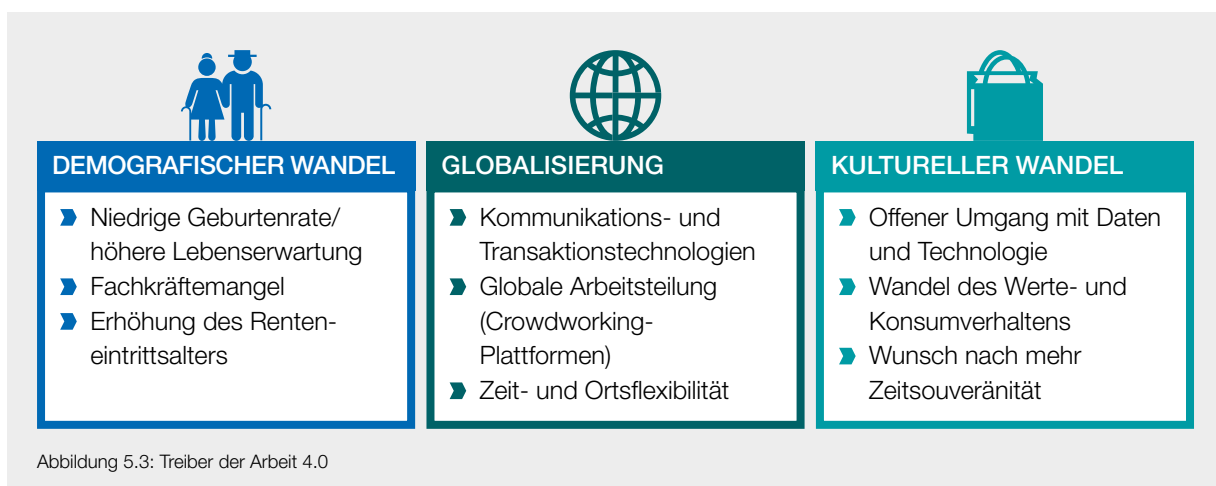 DEMOGRAFISCHER WANDEL
Niedrige Geburtenrate/
höhere Lebenserwartung
Fachkräftemangel
Erhöhung des Renten-
eintrittsalters
GLOBALISIERUNG
Kommunikations- und
Transaktionstechnologien
Globale Arbeitsteilung
(Crowdworking-
Plattformen)
Zeit- und Ortsflexibilität
KULTURELLER WANDEL
Offener Umgang mit Daten
und Technologie
Wandel des Werte- und
Konsumverhaltens
Wunsch nach mehr
Zeitsouveränität
Abbildung 5.3: Treiber der Arbeit 4.0